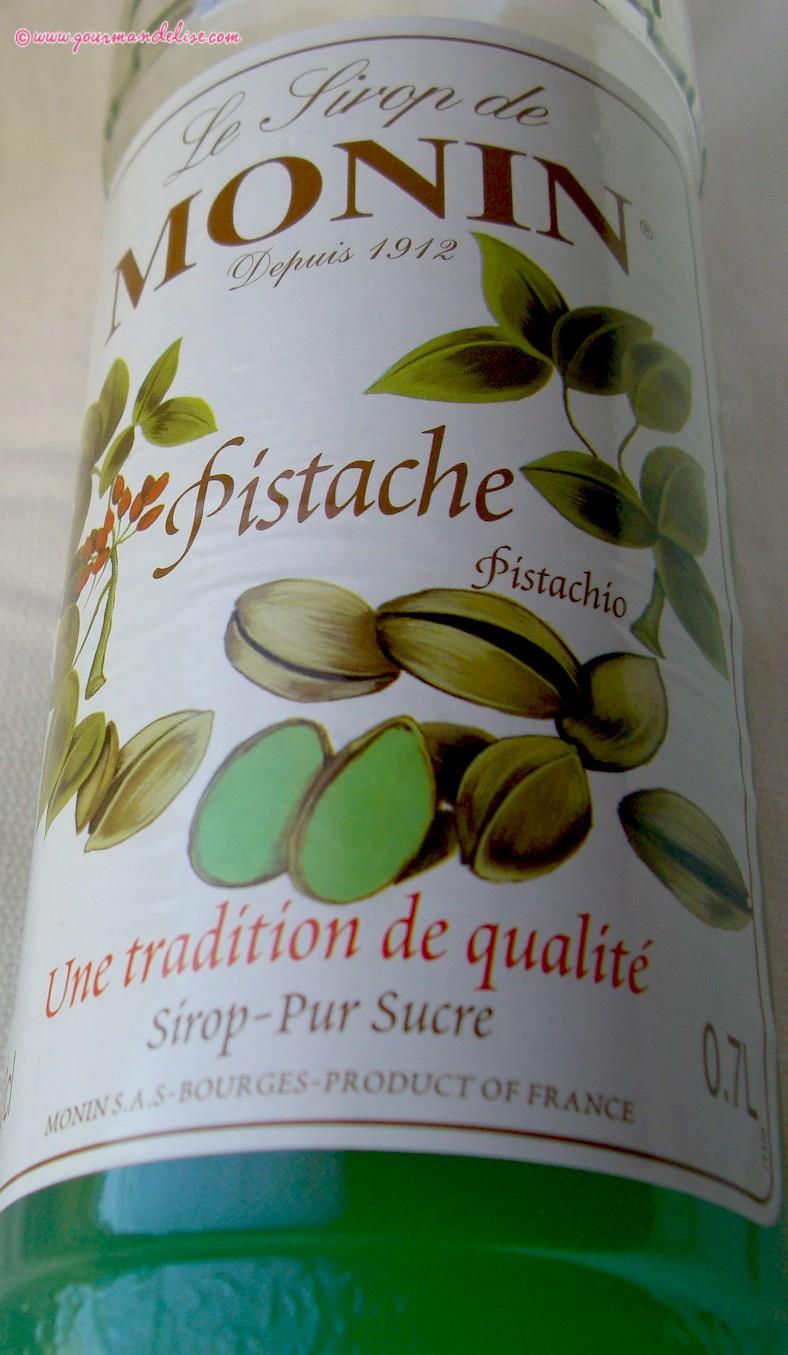 © www.gourmandelise.com
Le Sirop de
MONIN®
Depuis 1912
Pistache
Pistachio
Une tradition de qualité
Sirop-Pur Sucre
0.7L
MONIN S.A.S-BOURGES-PRODUCT OF FRANCE